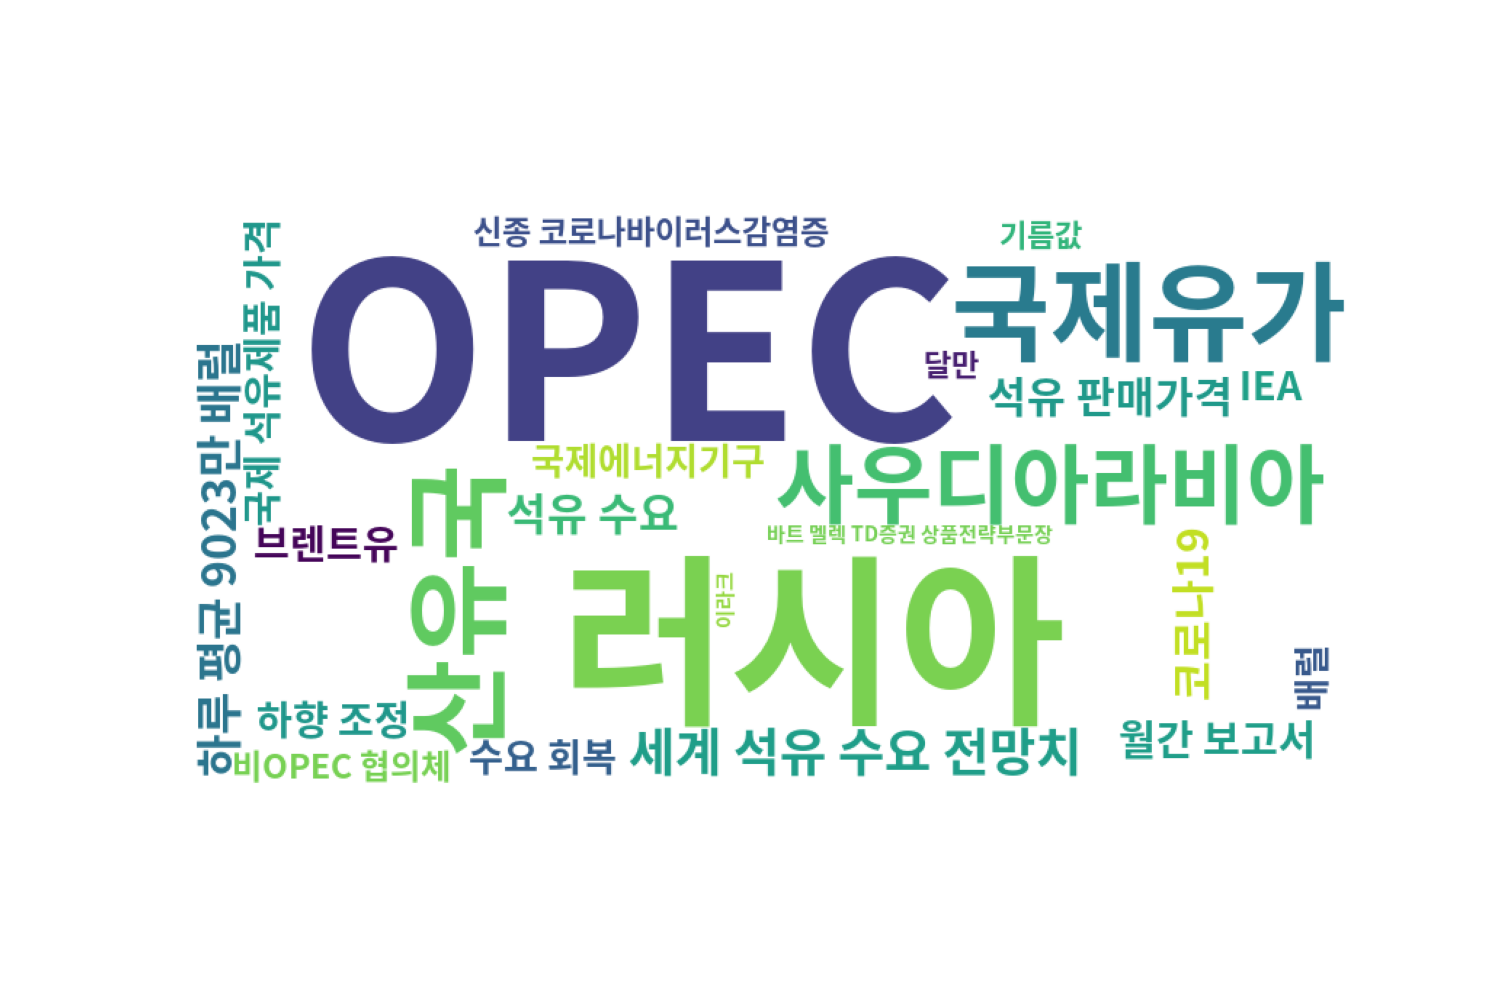 신종 코로나바이러스감염증
기름값
OPEC
국제유가
달만
석유 판매가격
IEA
국제 석유제품 가격
하루 평균 9023만 배럴
국제에너지기구
사우디아라비아
석유 수요
바트 멜렉 TD증권 상품전략부문장
브렌트유
산유국
러시아
이라크
코로나19
배럴
하향 조정
비OPEC 협의체
수요 회복
세계 석유 수요 전망치
월간 보고서